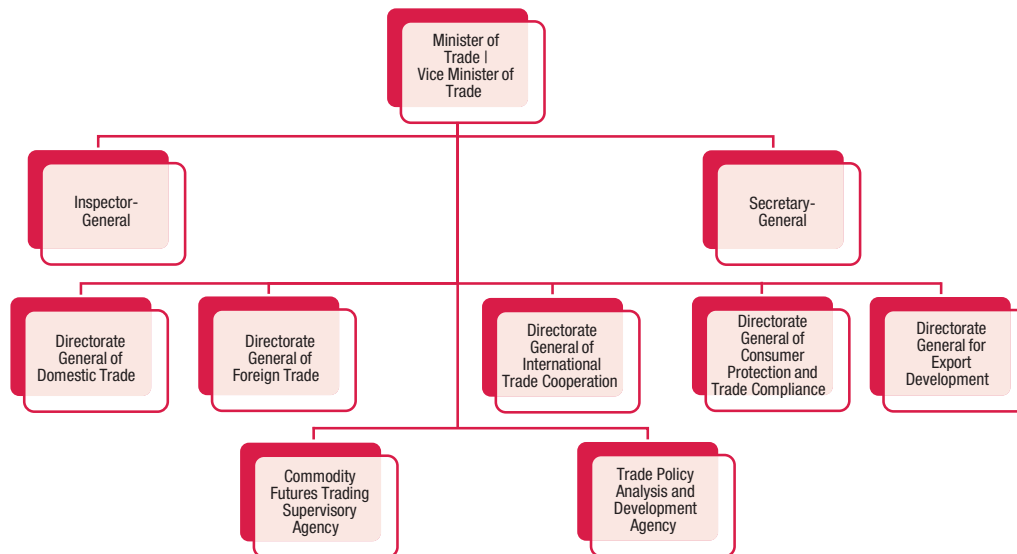 Minister of
Trade |
Vice Minister of
Trade
Inspector-
General
Secretary-
General
Directorate
General of
Domestic Trade
Directorate
General of
Foreign Trade
Directorate
General of
International
Trade Cooperation
Directorate
General of
Consumer
Protection and
Trade Compliance
Directorate
General for
Export
Development
Commodity
Futures Trading
Supervisory
Agency
Trade Policy
Analysis and
Development
Agency